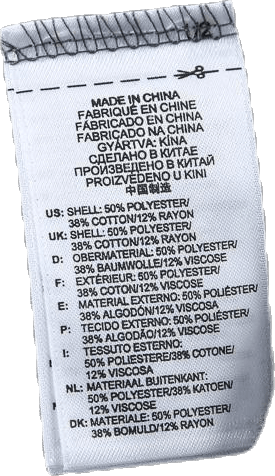 1/2
MADE IN CHINA
FABRIQUÉ EN CHINE
FABRICADO EN CHINA
FABRICADO NA CHINA
GYÁRTVA: KÍNA
СДЕЛАНО В КИТАЕ
ПРОИЗВЕДЕНО В КИТАЙ
PROIZVEDENO U KINI
中国制造
US: SHELL: 50% POLYESTER/
38% COTTON/12% RAYON
UK: SHELL: 50% POLYESTER/
38% COTTON/12% RAYON
D: OBERMATERIAL: 50% POLYESTER/
38% BAUMWOLLE/12% VISCOSE
F: EXTÉRIEUR: 50% POLYESTER/
38% COTON/12% VISCOSE
E: MATERIAL EXTERNO: 50% POLIÉSTER/
38% ALGODÓN/12% VISCOSA
P: TECIDO EXTERNO: 50% POLIÉSTER/
38% ALGODÃO/12% VISCOSE
I: TESSUTO ESTERNO:
50% POLIESTERE/38% COTONE/
12% VISCOSA
NL: MATERIAAL BUITENKANT:
50% POLYESTER/38% KATOEN/
12% VISCOSE
DK: MATERIALE: 50% POLYESTER/
38% BOMULD/12% RAYON